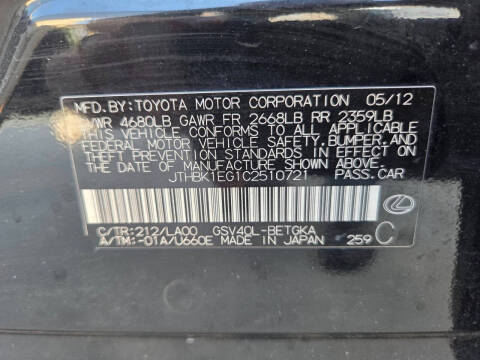 MFD.BY:TOYOTA MOTOR CORPORATION 05/12
GVWR 4680LB GAWR FR 2668LB RR 2359LB
THIS VEHICLE CONFORMS TO ALL APPLICABLE
FEDERAL MOTOR VEHICLE SAFETY, BUMPER, AND
THEFT PREVENTION STANDARDS IN EFFECT ON
THE DATE OF MANUFACTURE SHOWN ABOVE.
JTHBK1EG1C2510721 PASS.CAR
C/TR:212/LA00 GSV40L-BETGKA
A/TM:-01A/U660E MADE IN JAPAN 259 C